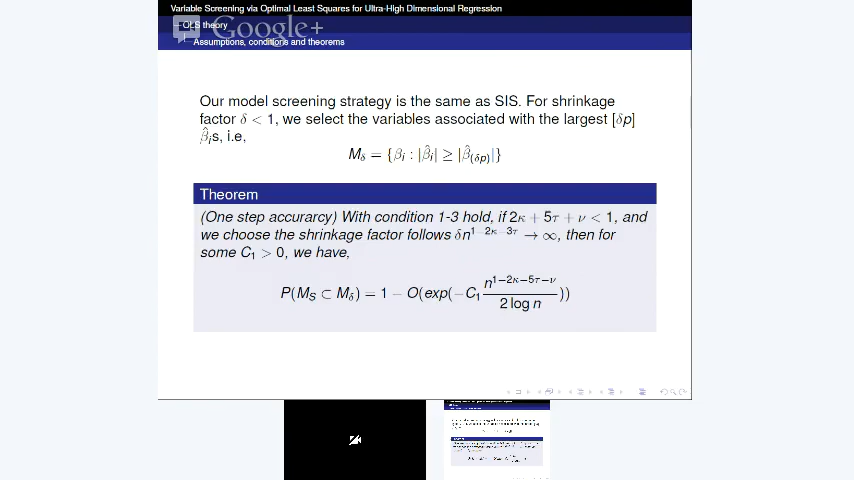 Variable Screening via Optimal Least Squares for Ultra-High Dimensional Regression
OLS theory
Google+
Assumptions, conditions and theorems
Our model screening strategy is the same as SIS. For shrinkage
factor δ < 1, we select the variables associated with the largest [δp]
β̂ᵢs, i.e,
M_δ = {βᵢ : |β̂ᵢ| ≥ |β̂_(δp)|}
Theorem
(One step accurarcy) With condition 1-3 hold, if 2κ + 5τ + ν < 1, and
we choose the shrinkage factor follows δn^{1−2κ−3τ} → ∞, then for
some C₁ > 0, we have,
P(M_S ⊂ M_δ) = 1 − O(exp(−C₁ n^{1−2κ−5τ−ν} / 2 log n))